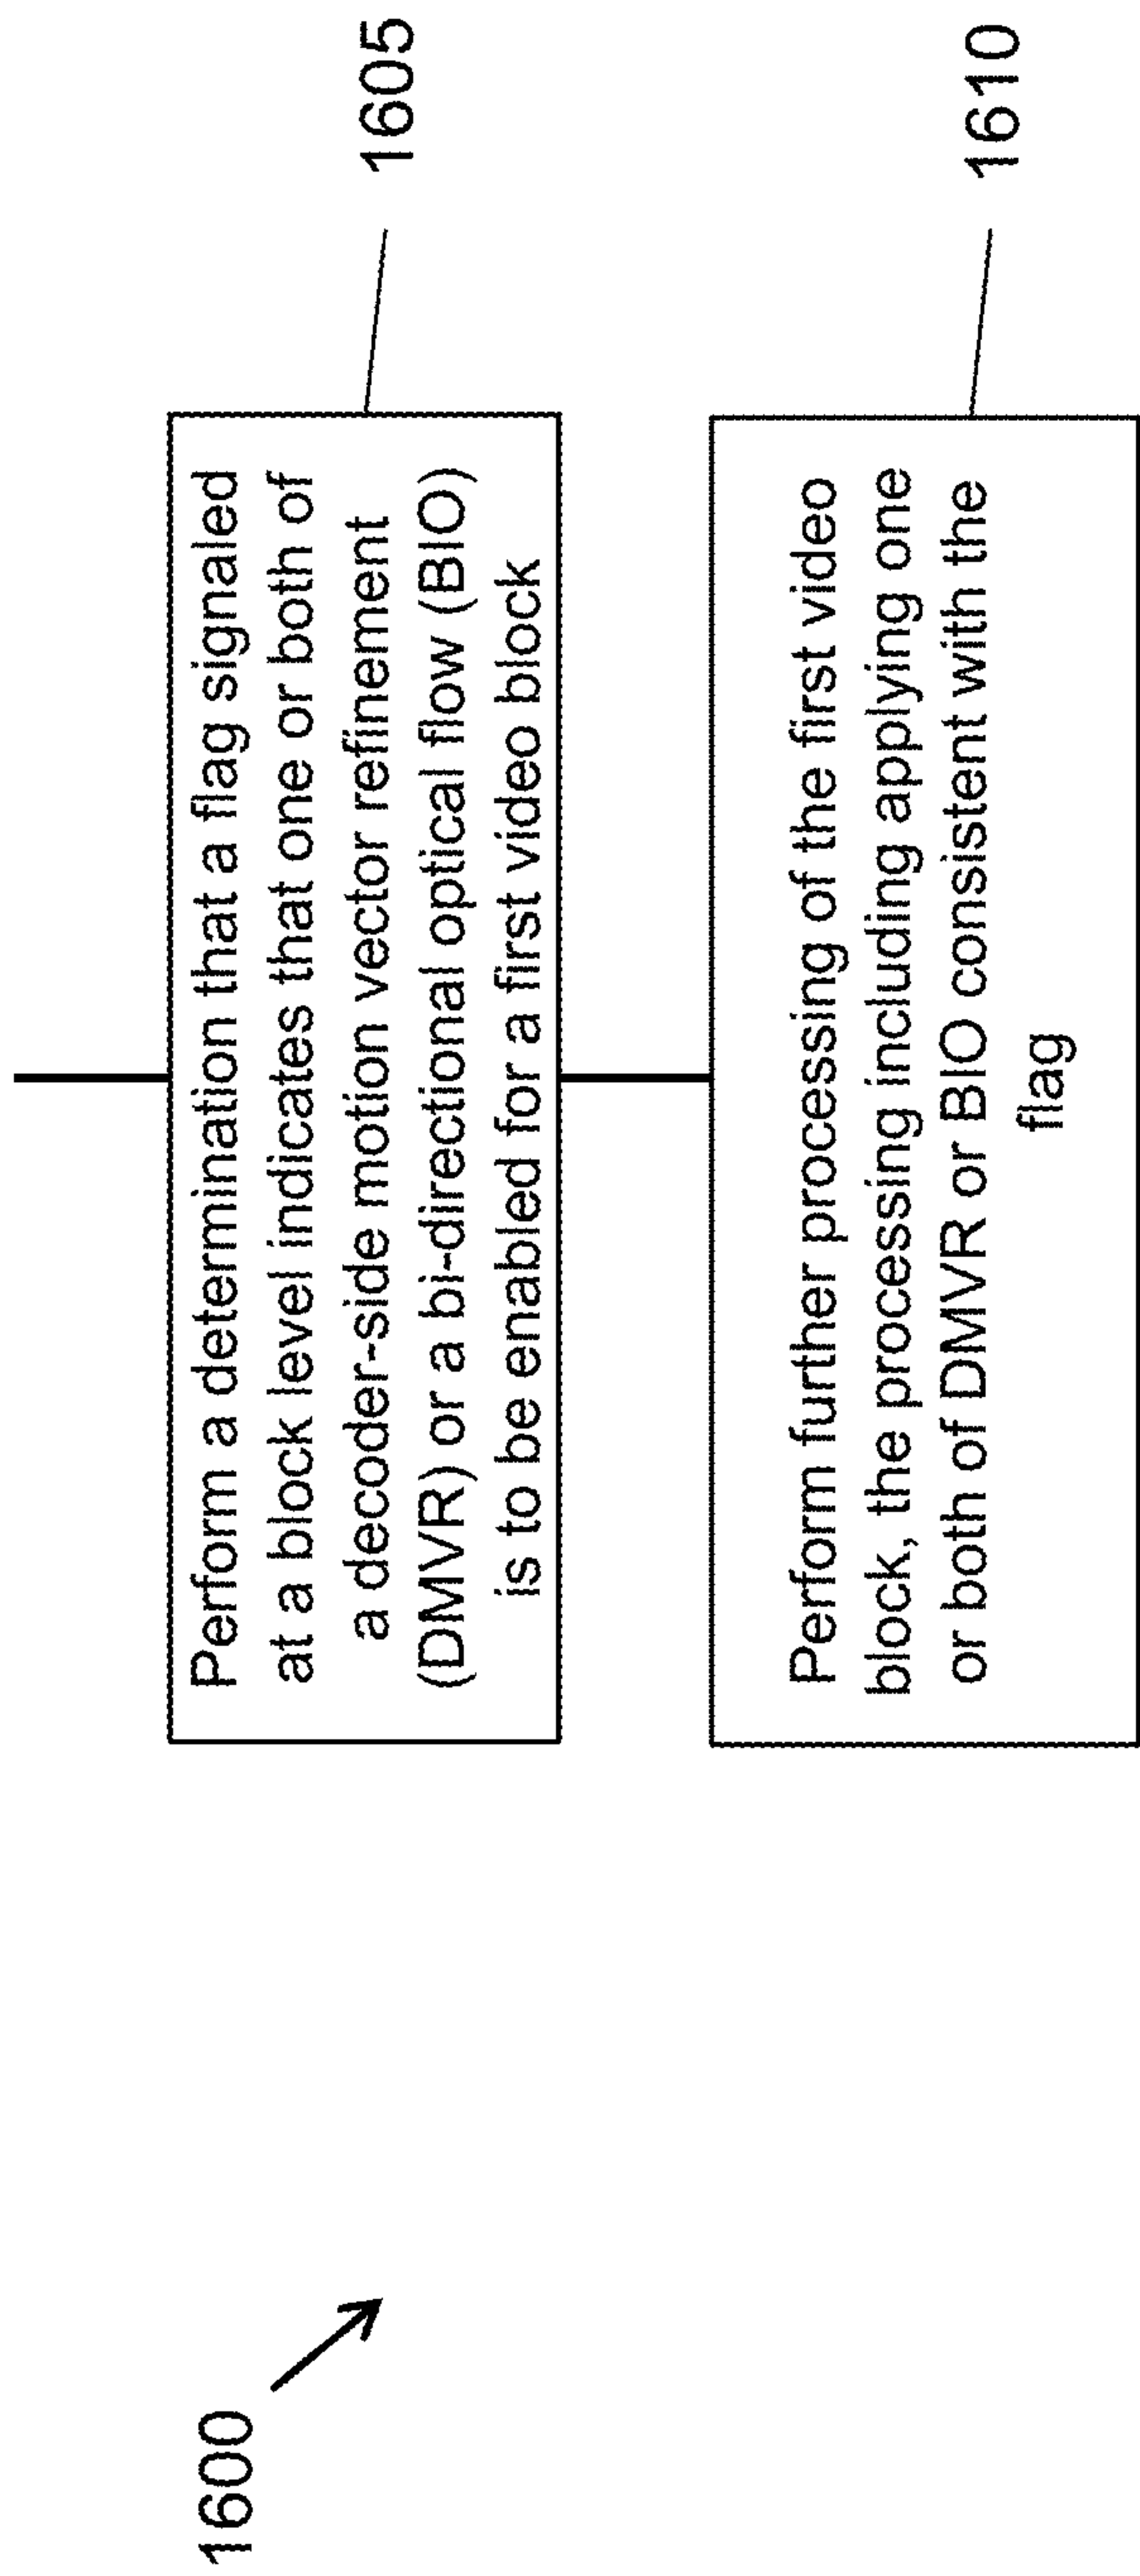 1600
Perform a determination that a flag signaled
at a block level indicates that one or both of
a decoder-side motion vector refinement
(DMVR) or a bi-directional optical flow (BIO)
is to be enabled for a first video block
1605
Perform further processing of the first video
block, the processing including applying one
or both of DMVR or BIO consistent with the
flag
1610